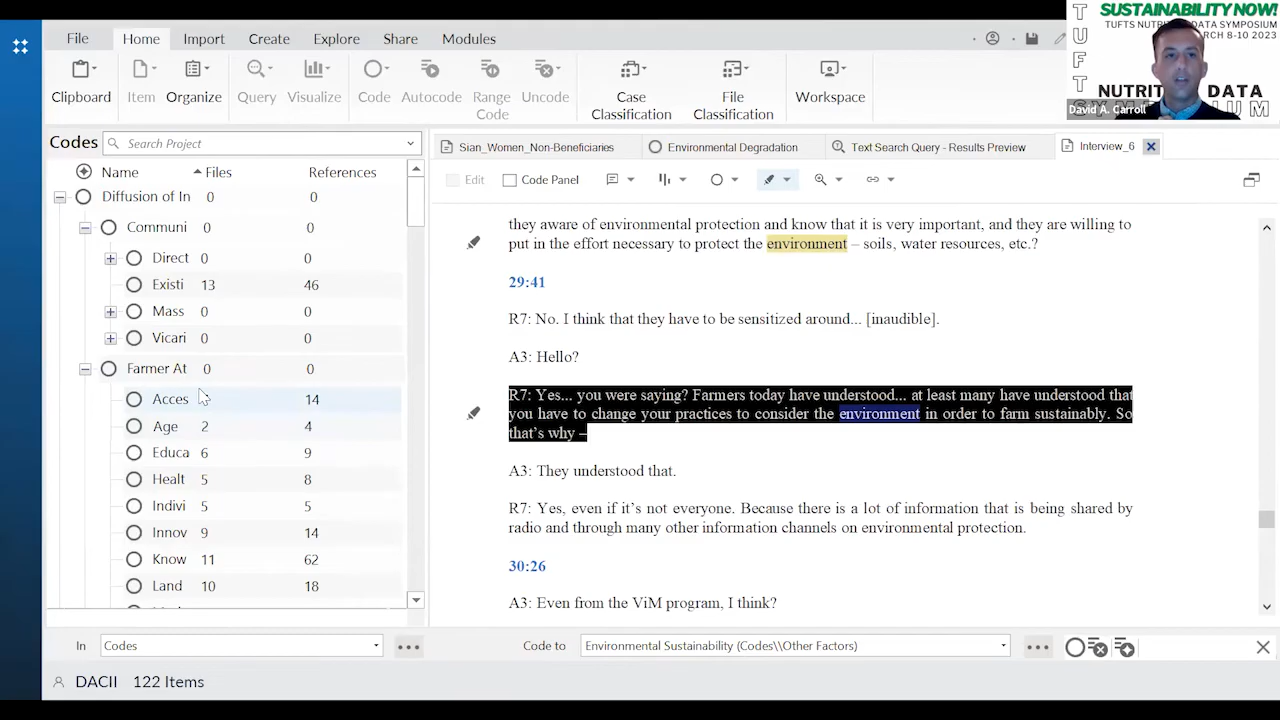 SUSTAINABILITY NOW!
TUFTS NUTRITION DATA SYMPOSIUM
MARCH 8-10 2023
TUFTS
NUTRITION DATA
SYMPOSIUM
David A. Carroll
File Home Import Create Explore Share Modules
Clipboard Item Organize Query Visualize Code Autocode Range Code Uncode Case Classification File Classification Workspace
Codes Search Project
Sian_Women_Non-Beneficiaries Environmental Degradation Text Search Query - Results Preview Interview_6
Name Files References
Edit Code Panel
Diffusion of In 0 0
Communi 0 0
Direct 0 0
Existi 13 46
Mass 0 0
Vicari 0 0
Farmer At 0 0
Acces 14
Age 2 4
Educa 6 9
Healt 5 8
Indivi 5 5
Innov 9 14
Know 11 62
Land 10 18
they aware of environmental protection and know that it is very important, and they are willing to
put in the effort necessary to protect the environment – soils, water resources, etc.?
29:41
R7: No. I think that they have to be sensitized around... [inaudible].
A3: Hello?
R7: Yes... you were saying? Farmers today have understood... at least many have understood that
you have to change your practices to consider the environment in order to farm sustainably. So
that's why –
A3: They understood that.
R7: Yes, even if it's not everyone. Because there is a lot of information that is being shared by
radio and through many other information channels on environmental protection.
30:26
A3: Even from the ViM program, I think?
In Codes
Code to Environmental Sustainability (Codes\\Other Factors)
DACII 122 Items